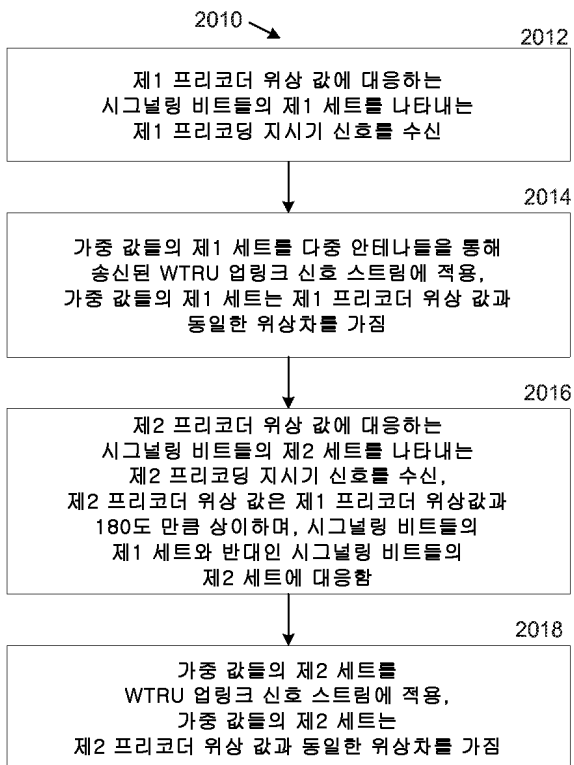 2010
2012
제1 프리코더 위상 값에 대응하는
시그널링 비트들의 제1 세트를 나타내는
제1 프리코딩 지시기 신호를 수신
2014
가중 값들의 제1 세트를 다중 안테나들을 통해
송신된 WTRU 업링크 신호 스트림에 적용,
가중 값들의 제1 세트는 제1 프리코더 위상 값과
동일한 위상차를 가짐
2016
제2 프리코더 위상 값에 대응하는
시그널링 비트들의 제2 세트를 나타내는
제2 프리코딩 지시기 신호를 수신,
제2 프리코더 위상 값은 제1 프리코더 위상값과
180도 만큼 상이하며, 시그널링 비트들의
제1 세트와 반대인 시그널링 비트들의
제2 세트에 대응함
2018
가중 값들의 제2 세트를
WTRU 업링크 신호 스트림에 적용,
가중 값들의 제2 세트는
제2 프리코더 위상 값과 동일한 위상차를 가짐